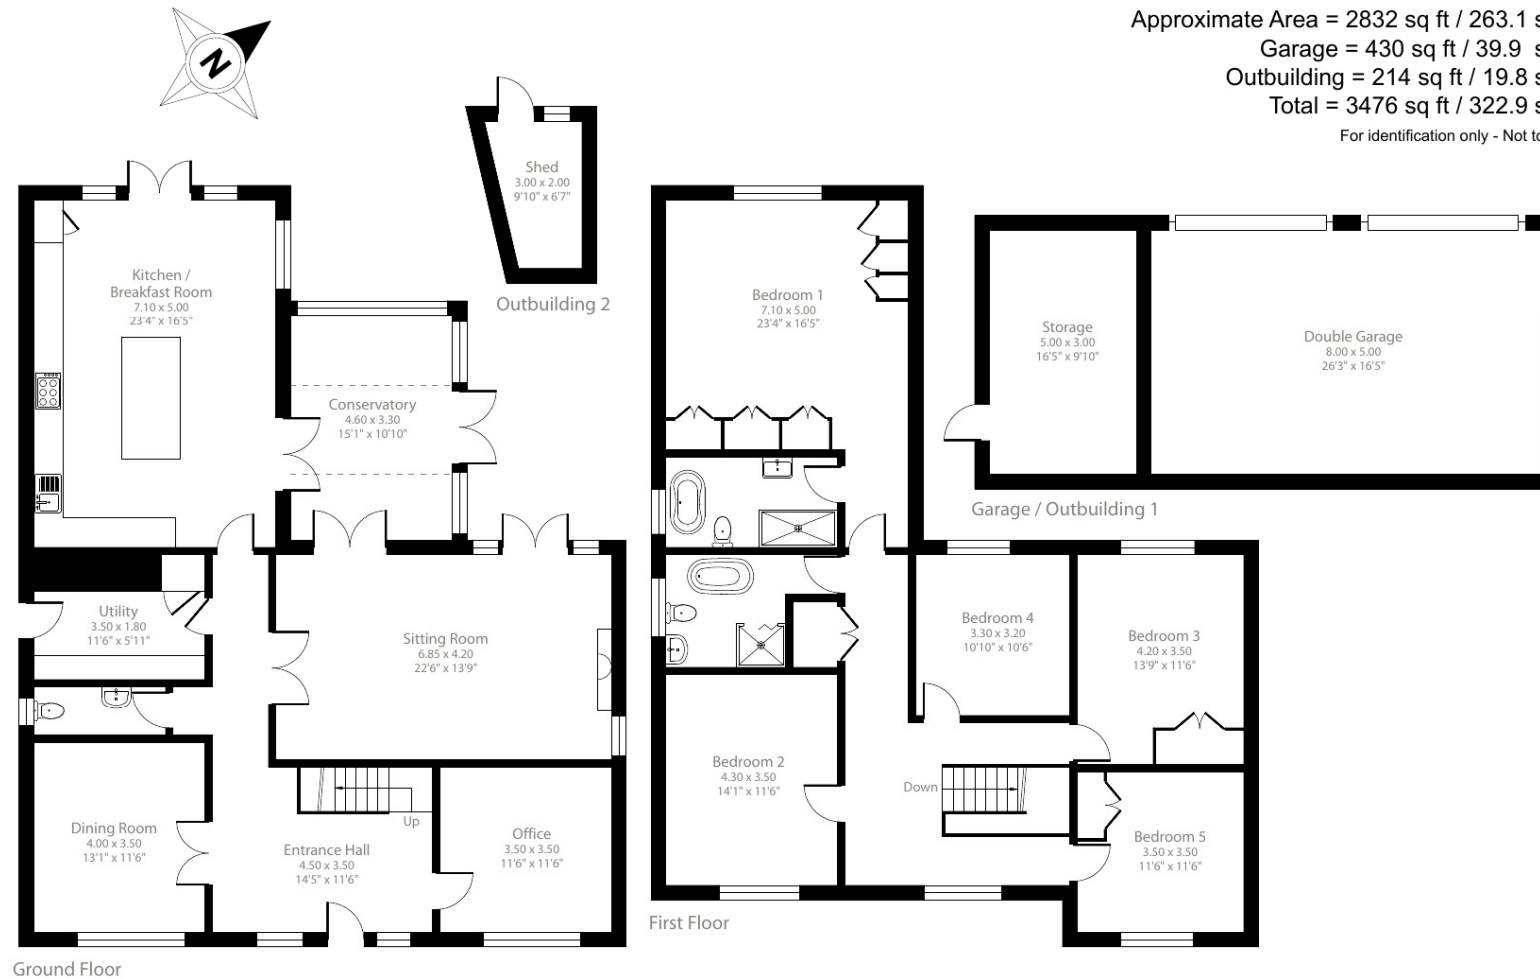 Approximate Area = 2832 sq ft / 263.1 s
Garage = 430 sq ft / 39.9 s
Outbuilding = 214 sq ft / 19.8 s
Total = 3476 sq ft / 322.9 s
For identification only - Not to
N
Shed
3.00 x 2.00
9'10" x 6'7"
Outbuilding 2
Kitchen /
Breakfast Room
7.10 x 5.00
23'4" x 16'5"
Conservatory
4.60 x 3.30
15'1" x 10'10"
Utility
3.50 x 1.80
11'6" x 5'11"
Sitting Room
6.85 x 4.20
22'6" x 13'9"
Dining Room
4.00 x 3.50
13'1" x 11'6"
Up
Entrance Hall
4.50 x 3.50
14'5" x 11'6"
Office
3.50 x 3.50
11'6" x 11'6"
Ground Floor
Bedroom 1
7.10 x 5.00
23'4" x 16'5"
Bedroom 4
3.30 x 3.20
10'10" x 10'6"
Bedroom 3
4.20 x 3.50
13'9" x 11'6"
Bedroom 2
4.30 x 3.50
14'1" x 11'6"
Down
Bedroom 5
3.50 x 3.50
11'6" x 11'6"
First Floor
Storage
5.00 x 3.00
16'5" x 9'10"
Double Garage
8.00 x 5.00
26'3" x 16'5"
Garage / Outbuilding 1